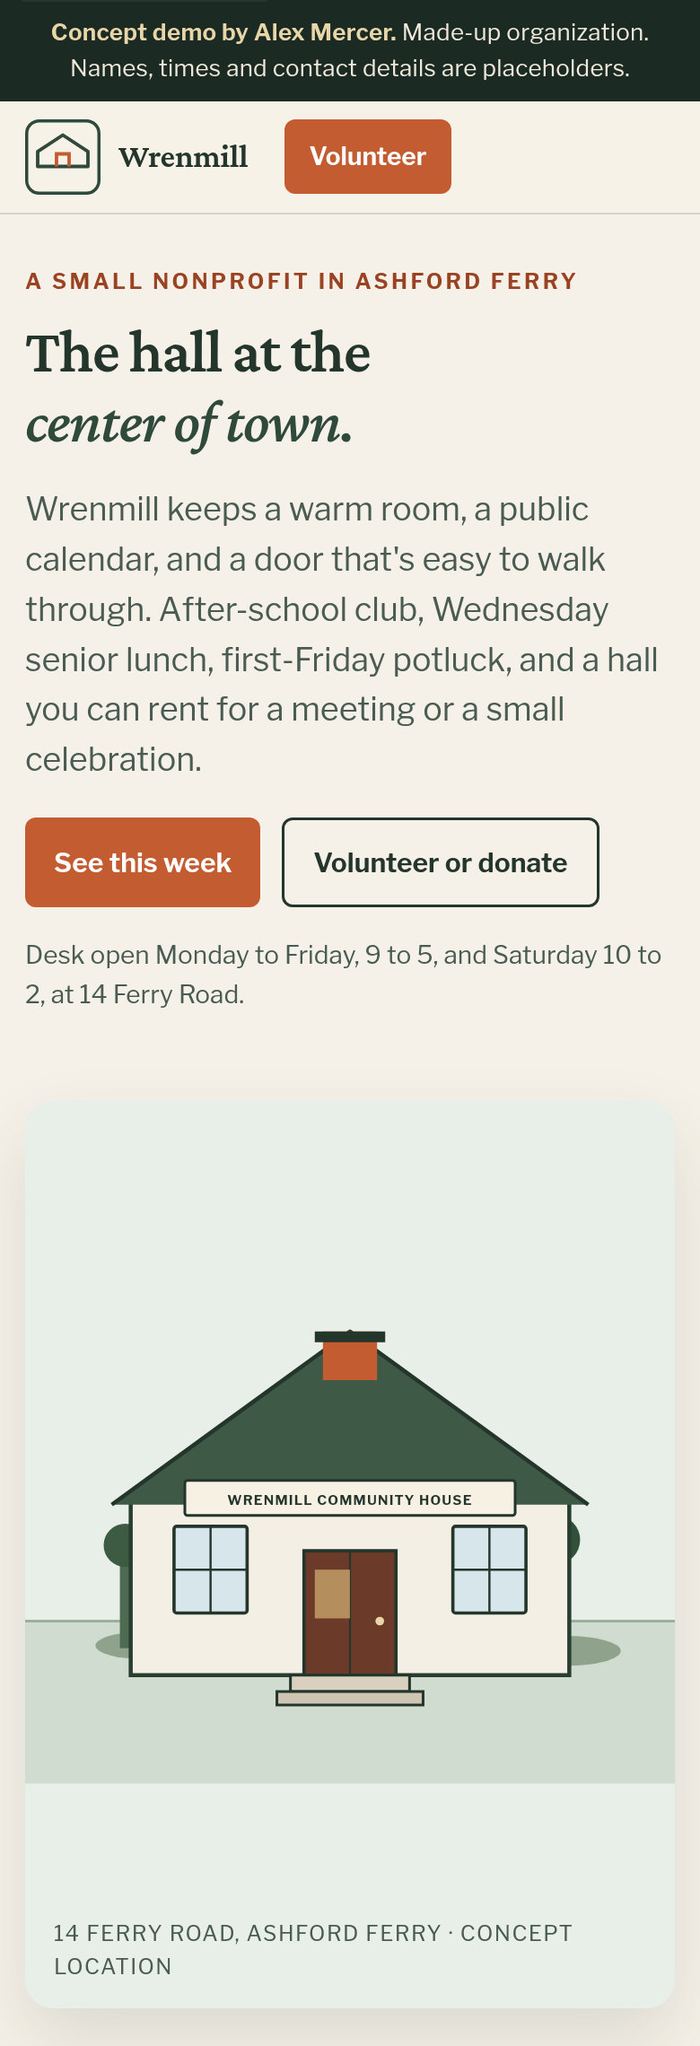 Concept demo by Alex Mercer. Made-up organization.
Names, times and contact details are placeholders.
Wrenmill
Volunteer
A SMALL NONPROFIT IN ASHFORD FERRY
The hall at the
center of town.
Wrenmill keeps a warm room, a public
calendar, and a door that's easy to walk
through. After-school club, Wednesday
senior lunch, first-Friday potluck, and a hall
you can rent for a meeting or a small
celebration.
See this week
Volunteer or donate
Desk open Monday to Friday, 9 to 5, and Saturday 10 to
2, at 14 Ferry Road.
WRENMILL COMMUNITY HOUSE
14 FERRY ROAD, ASHFORD FERRY · CONCEPT
LOCATION